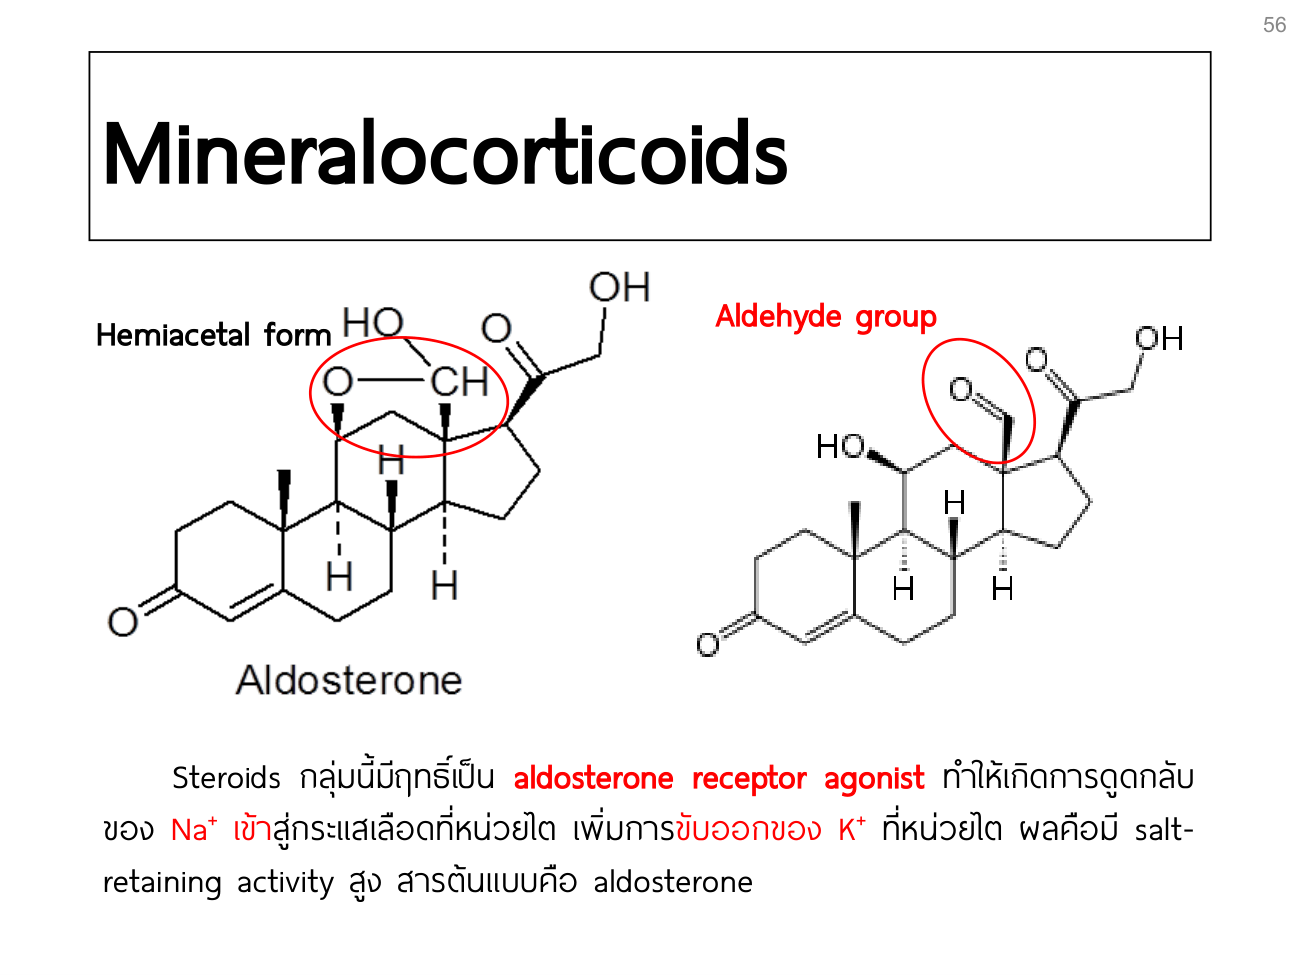 56
Mineralocorticoids
Hemiacetal form
HO
O
OH
O
CH
H
H
H
O
Aldosterone
Aldehyde group
O
O
OH
HO
H
H
H
O
Steroids กลุ่มนี้มีฤทธิ์เป็น aldosterone receptor agonist ทำให้เกิดการดูดกลับ
ของ Na⁺ เข้าสู่กระแสเลือดที่หน่วยไต เพิ่มการขับออกของ K⁺ ที่หน่วยไต ผลคือมี salt-
retaining activity สูง สารต้นแบบคือ aldosterone